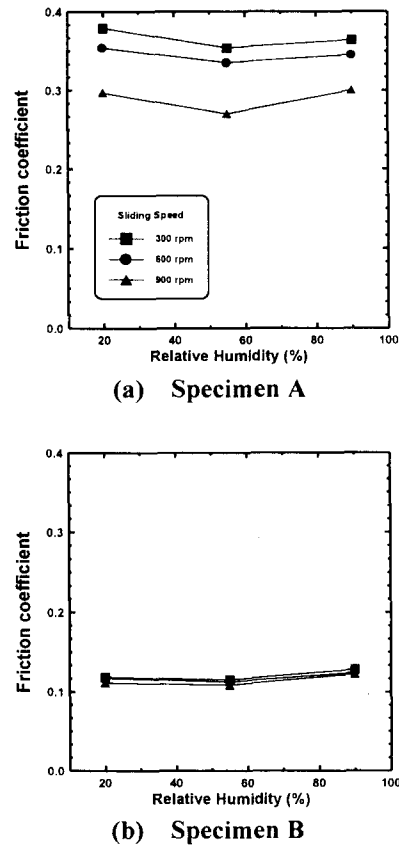 0.4
0.3
0.2
0.1
0.0
Friction coefficient
Sliding Speed
300 rpm
600 rpm
900 rpm
20 40 60 80 100
Relative Humidity (%)
(a) Specimen A
0.4
0.3
0.2
0.1
0.0
Friction coefficient
20 40 60 80 100
Relative Humidity (%)
(b) Specimen B